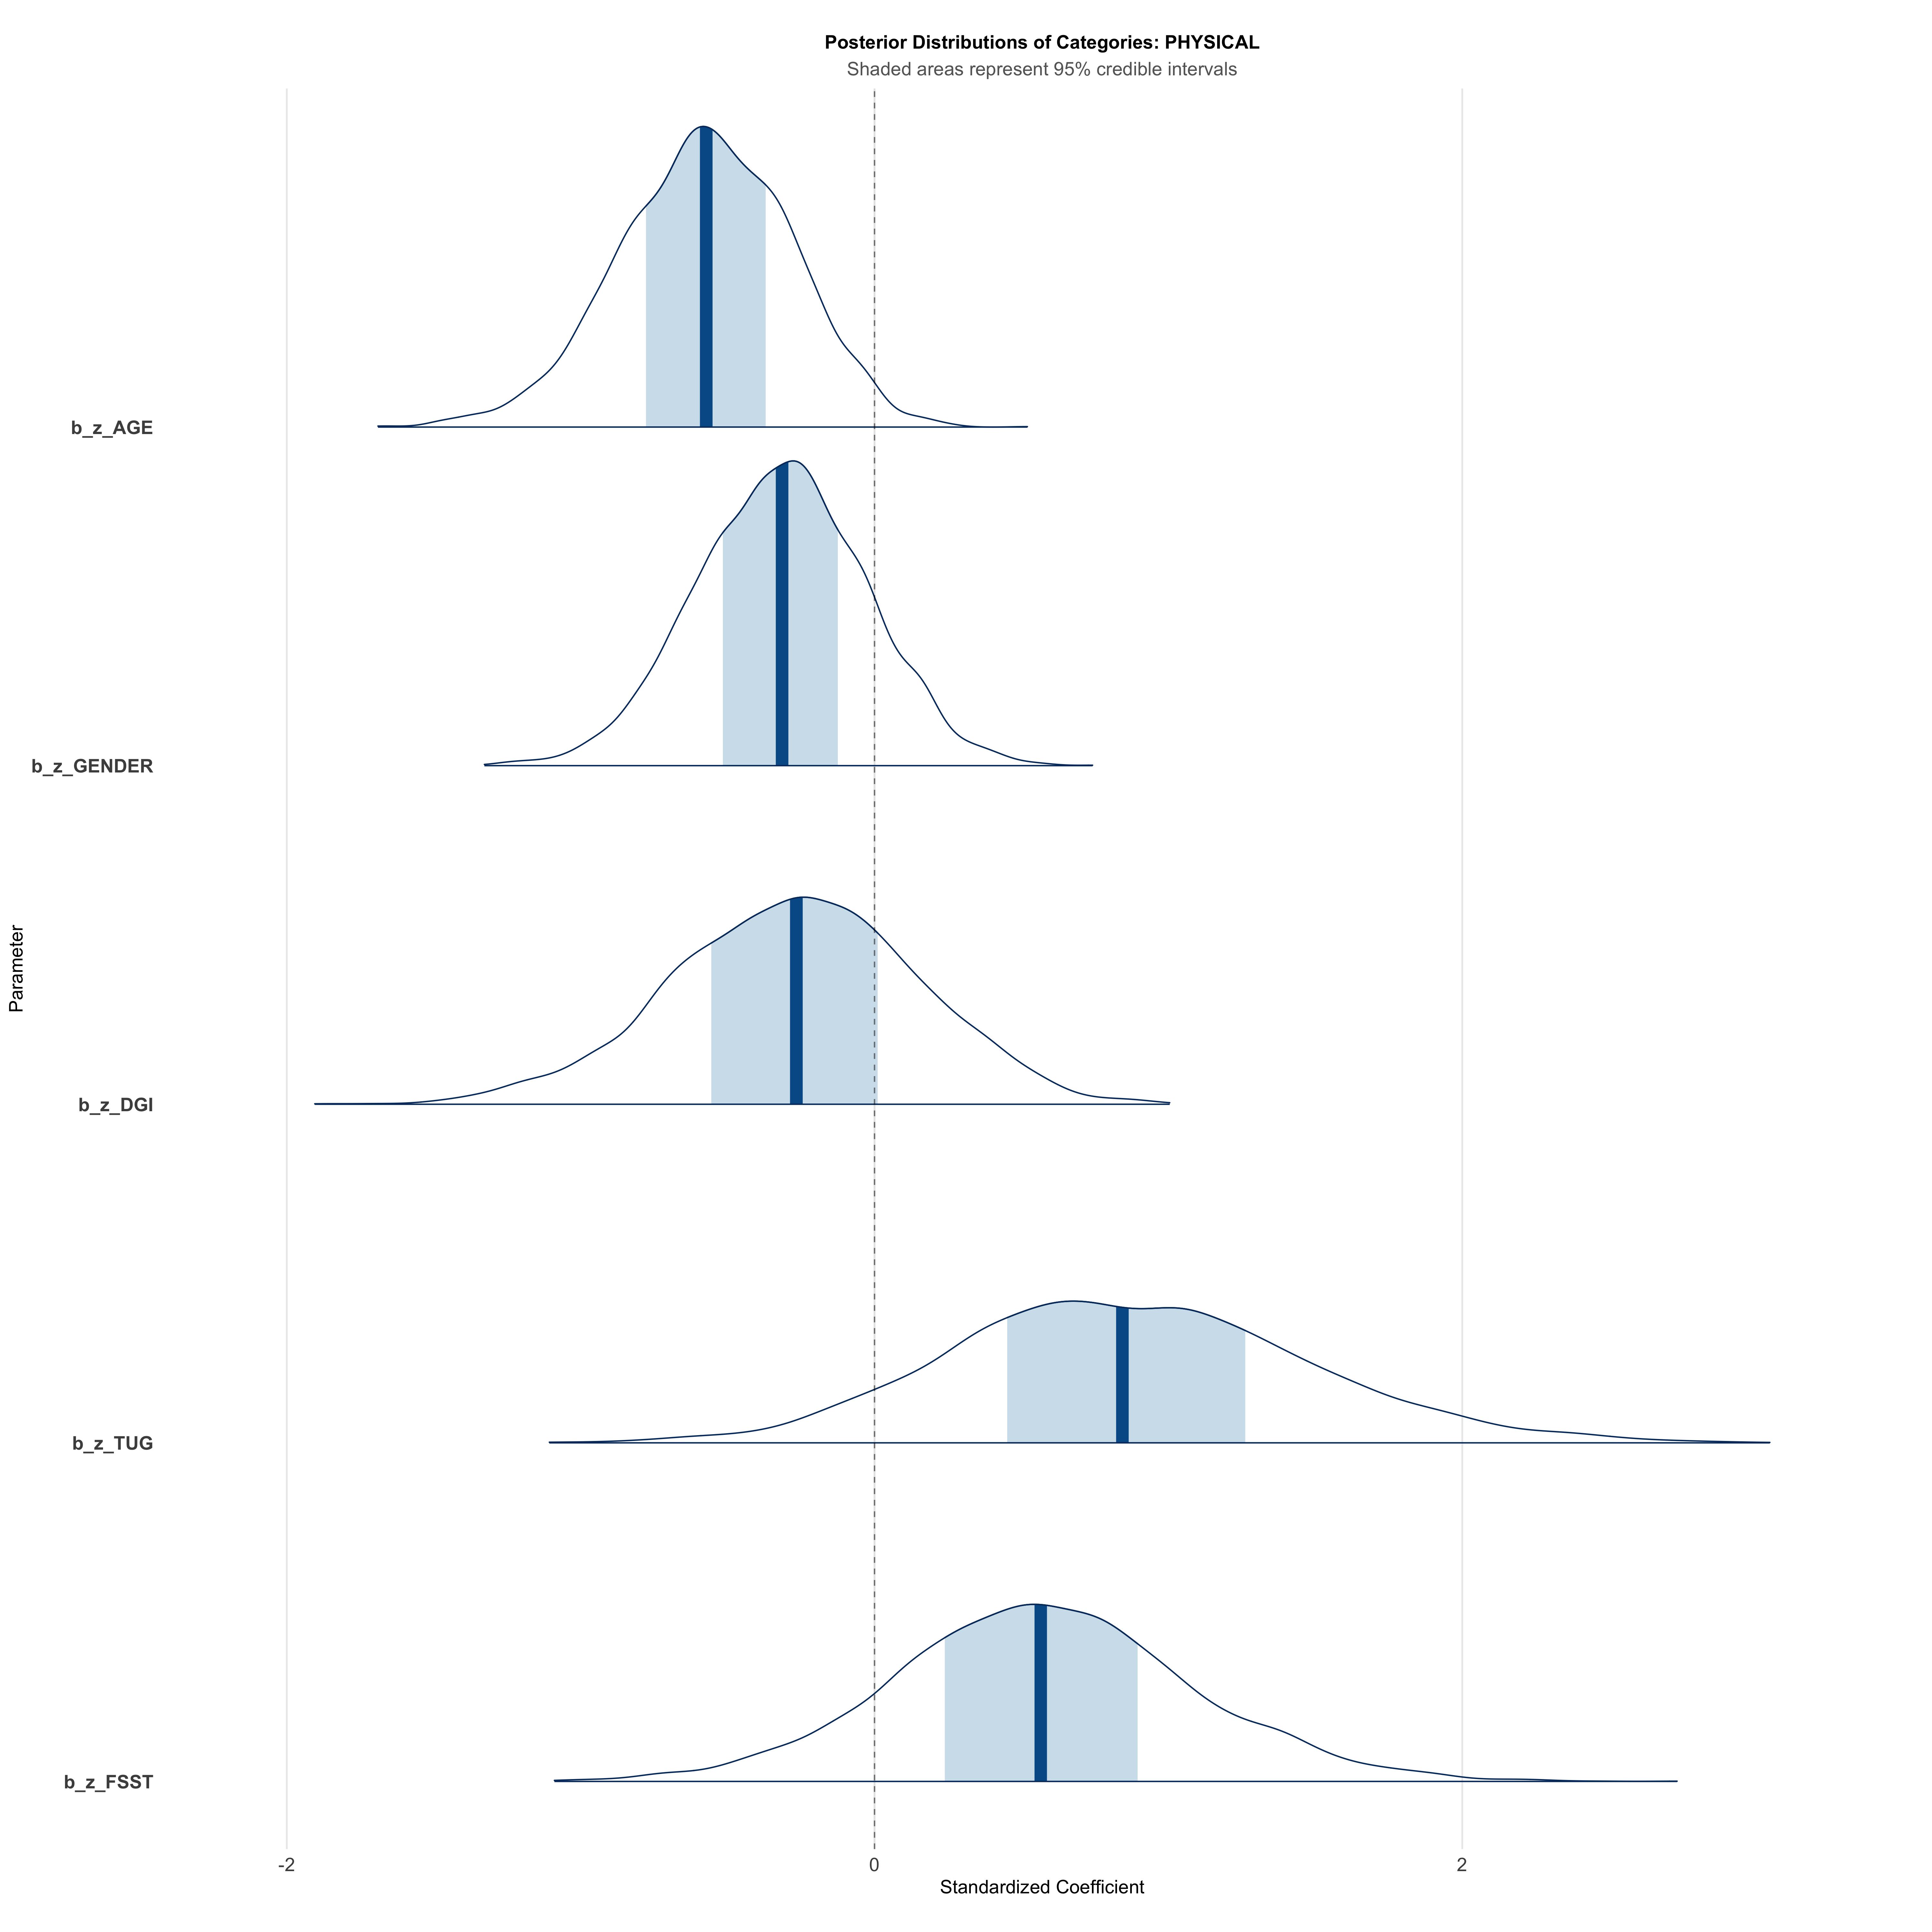 Posterior Distributions of Categories: PHYSICAL
Shaded areas represent 95% credible intervals
b_z_AGE
b_z_GENDER
b_z_DGI
b_z_TUG
b_z_FSST
Parameter
-2
0
2
Standardized Coefficient